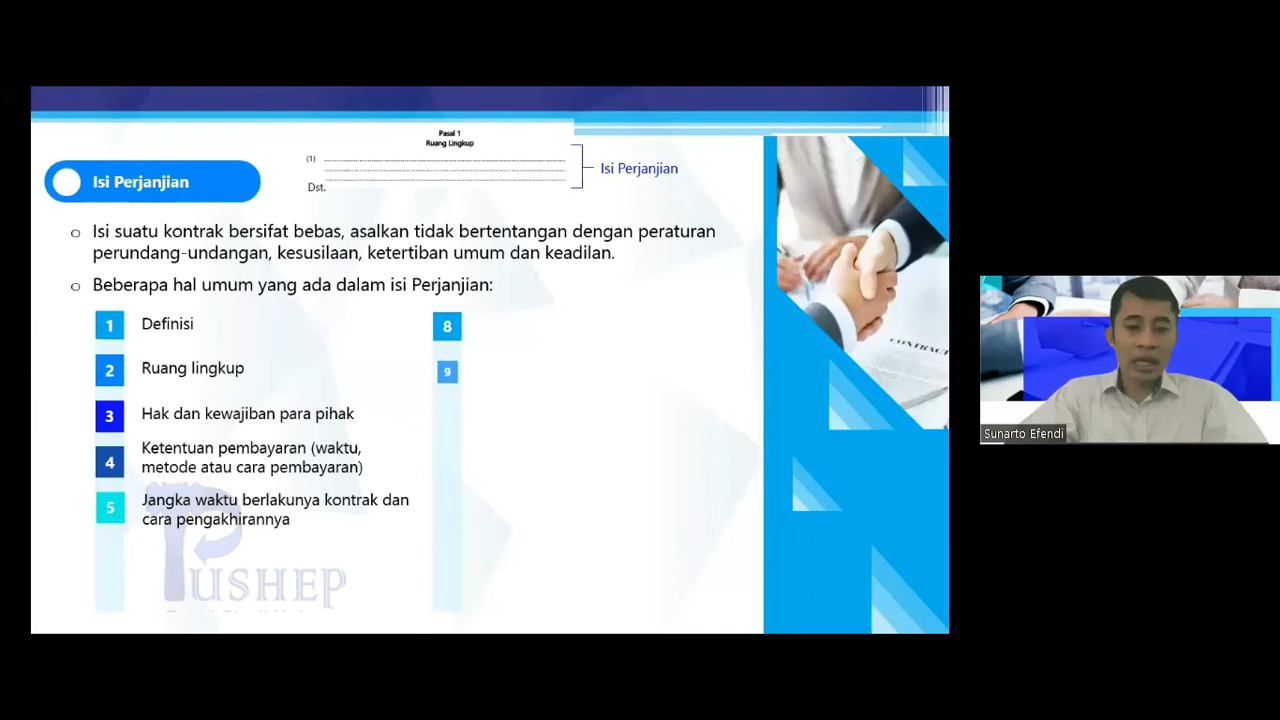 Pasal 1
Ruang Lingkup
(1)
Dst.
Isi Perjanjian
Isi Perjanjian
Isi suatu kontrak bersifat bebas, asalkan tidak bertentangan dengan peraturan
perundang-undangan, kesusilaan, ketertiban umum dan keadilan.
Beberapa hal umum yang ada dalam isi Perjanjian:
1 Definisi
2 Ruang lingkup
3 Hak dan kewajiban para pihak
4 Ketentuan pembayaran (waktu,
metode atau cara pembayaran)
5 Jangka waktu berlakunya kontrak dan
cara pengakhirannya
8
9
PUSHEP
CONTRACT
Sunarto Efendi